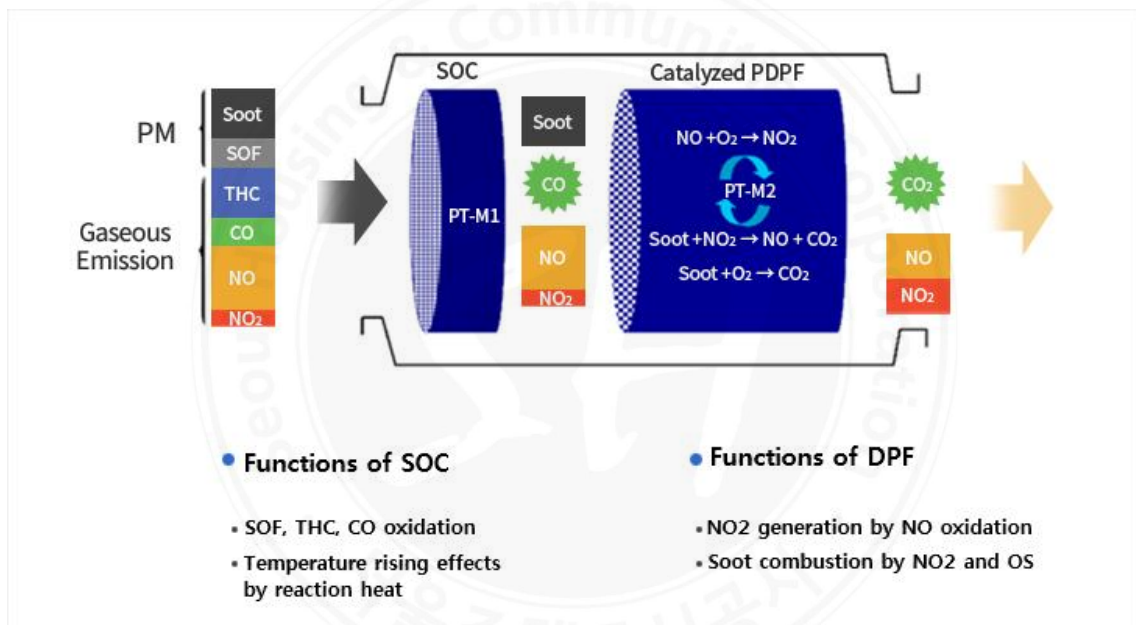 SOC
Catalyzed PDPF
PM
Soot
SOF
THC
CO
NO
NO₂
Gaseous
Emission
PT-M1
Soot
CO
NO
NO₂
NO +O₂ → NO₂
PT-M2
Soot +NO₂ → NO + CO₂
Soot +O₂ → CO₂
CO₂
NO
NO₂
• Functions of SOC
• SOF, THC, CO oxidation
• Temperature rising effects
by reaction heat
• Functions of DPF
• NO2 generation by NO oxidation
• Soot combustion by NO2 and OS